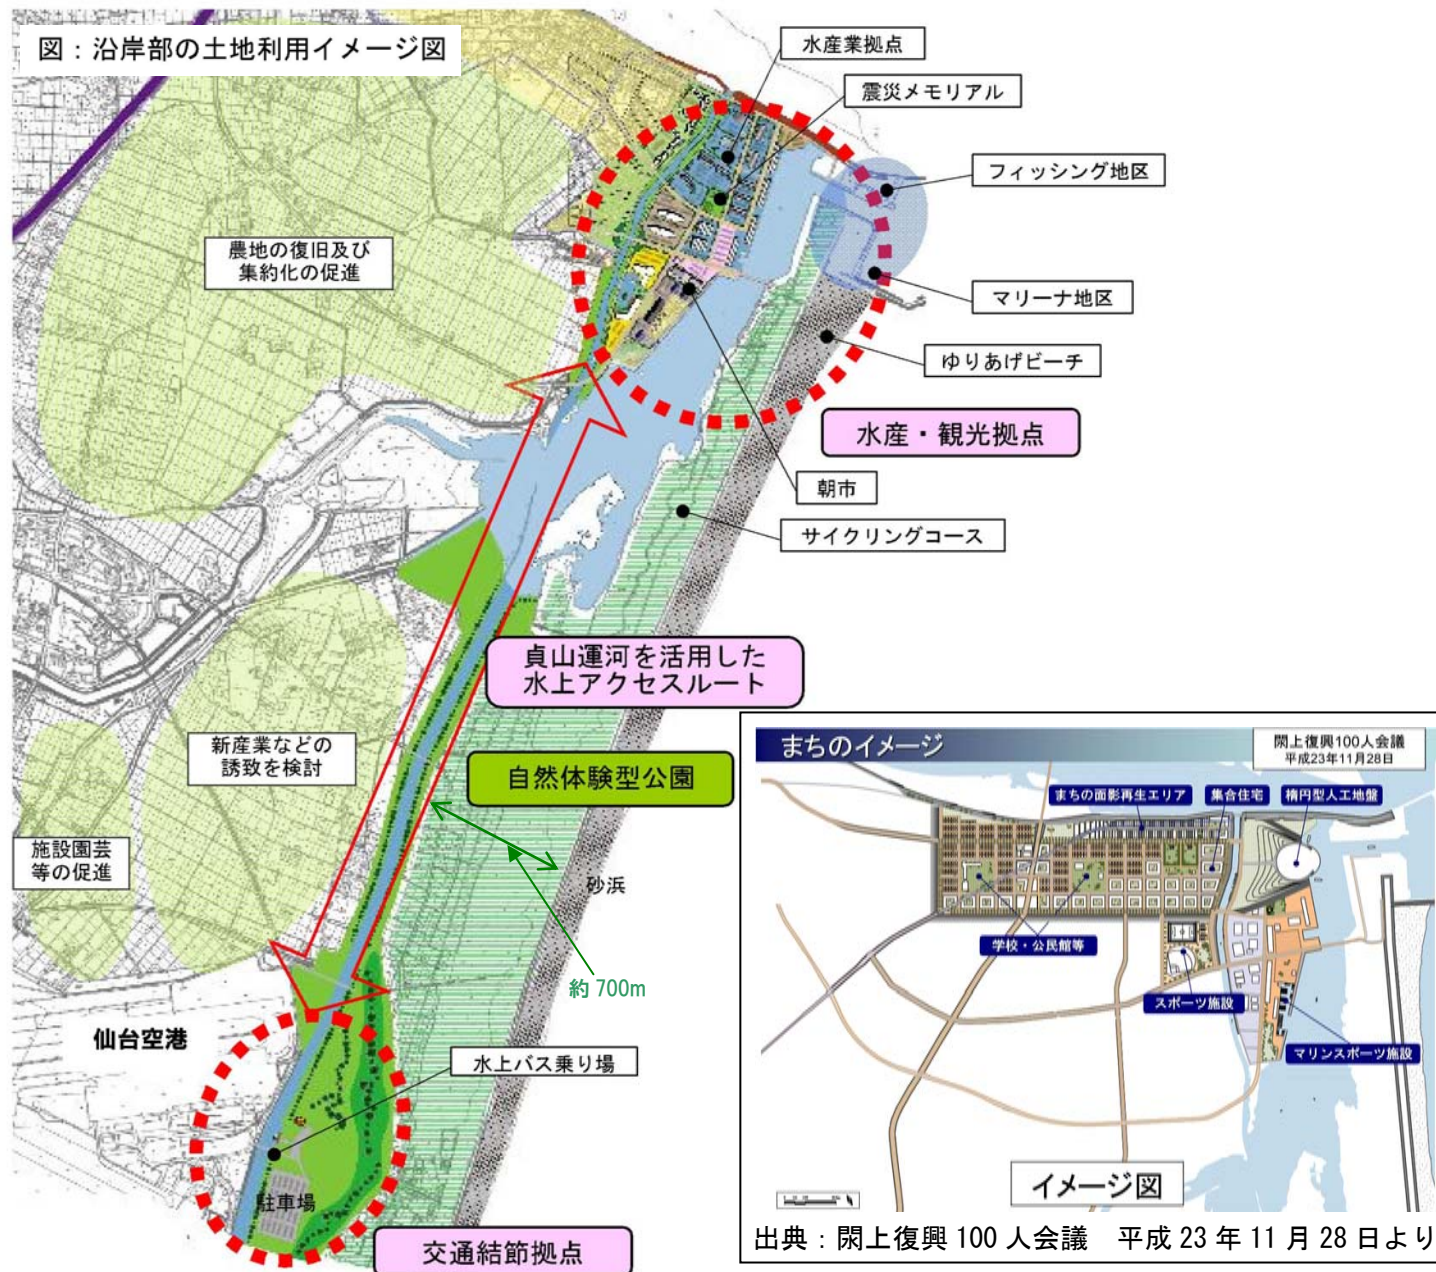 図：沿岸部の土地利用イメージ図
水産業拠点
震災メモリアル
フィッシング地区
農地の復旧及び
集約化の促進
マリーナ地区
ゆりあげビーチ
水産・観光拠点
朝市
サイクリングコース
貞山運河を活用した
水上アクセスルート
新産業などの
誘致を検討
自然体験型公園
施設園芸
等の促進
砂浜
約700m
仙台空港
水上バス乗り場
駐車場
交通結節拠点
まちのイメージ
閖上復興100人会議
平成23年11月28日
まちの面影再生エリア
集合住宅
楕円型人工地盤
学校・公民館等
スポーツ施設
マリンスポーツ施設
イメージ図
出典：閖上復興 100 人会議　平成 23 年 11 月 28 日より